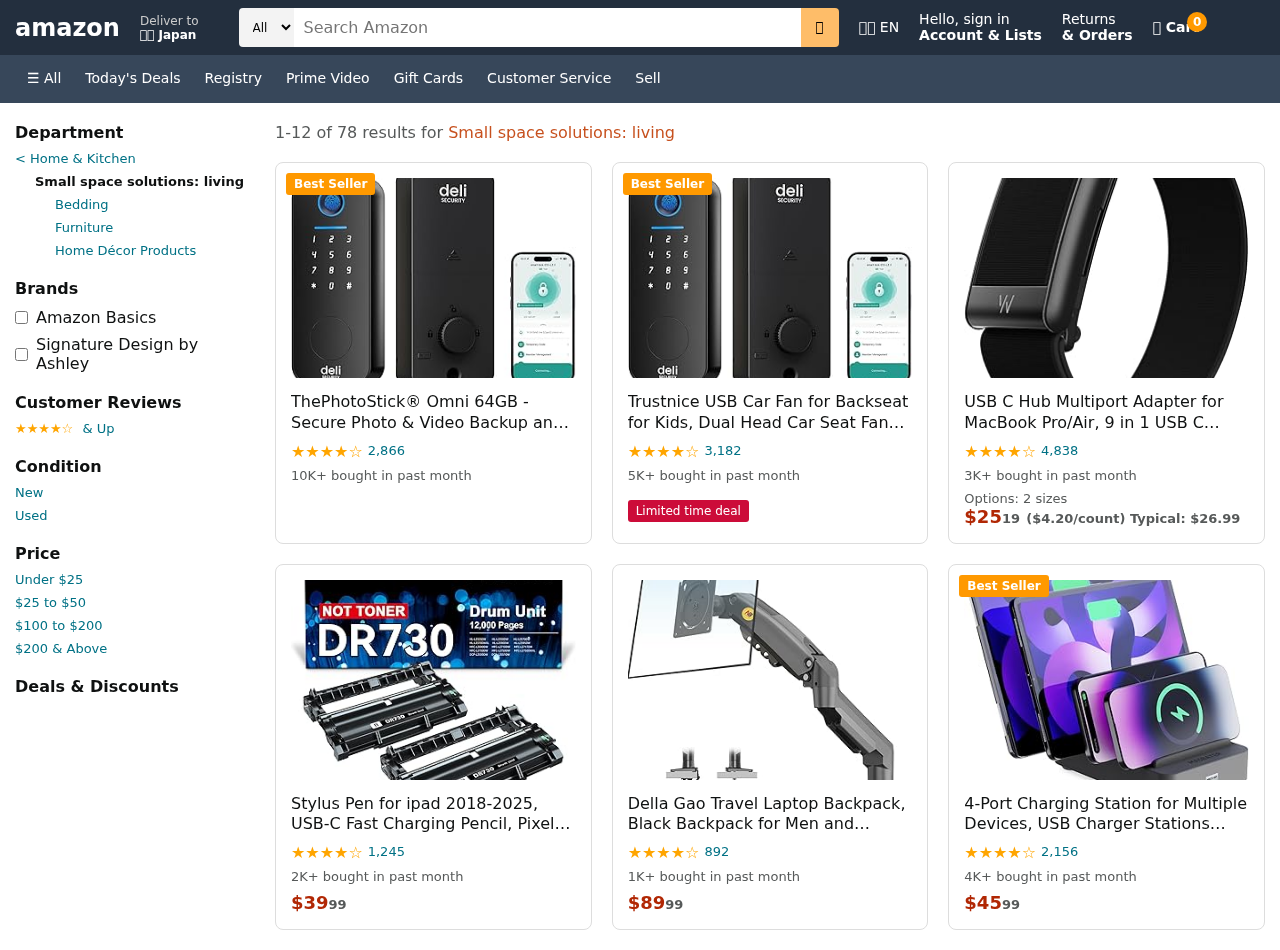 amazon
Deliver to
Japan
All
Search Amazon
EN
Hello, sign in
Account & Lists
Returns
& Orders
0
☰ All
Today's Deals
Registry
Prime Video
Gift Cards
Customer Service
Sell
Department
< Home & Kitchen
Small space solutions: living
Bedding
Furniture
Home Décor Products
Brands
Amazon Basics
Signature Design by
Ashley
Customer Reviews
★★★★☆ & Up
Condition
New
Used
Price
Under $25
$25 to $50
$100 to $200
$200 & Above
Deals & Discounts
1-12 of 78 results for Small space solutions: living
Best Seller
deli
SECURITY
1 2 3
4 5 6
7 8 9
* 0 #
deli
ThePhotoStick® Omni 64GB -
Secure Photo & Video Backup an…
★★★★☆ 2,866
10K+ bought in past month
Best Seller
deli
SECURITY
1 2 3
4 5 6
7 8 9
* 0 #
deli
Trustnice USB Car Fan for Backseat
for Kids, Dual Head Car Seat Fan…
★★★★☆ 3,182
5K+ bought in past month
Limited time deal
USB C Hub Multiport Adapter for
MacBook Pro/Air, 9 in 1 USB C…
★★★★☆ 4,838
3K+ bought in past month
Options: 2 sizes
$25 19 ($4.20/count) Typical: $26.99
NOT TONER
DR730
Drum Unit
12,000 Pages
DR730
Stylus Pen for ipad 2018-2025,
USB-C Fast Charging Pencil, Pixel…
★★★★☆ 1,245
2K+ bought in past month
$39 99
Della Gao Travel Laptop Backpack,
Black Backpack for Men and…
★★★★☆ 892
1K+ bought in past month
$89 99
Best Seller
4-Port Charging Station for Multiple
Devices, USB Charger Stations…
★★★★☆ 2,156
4K+ bought in past month
$45 99